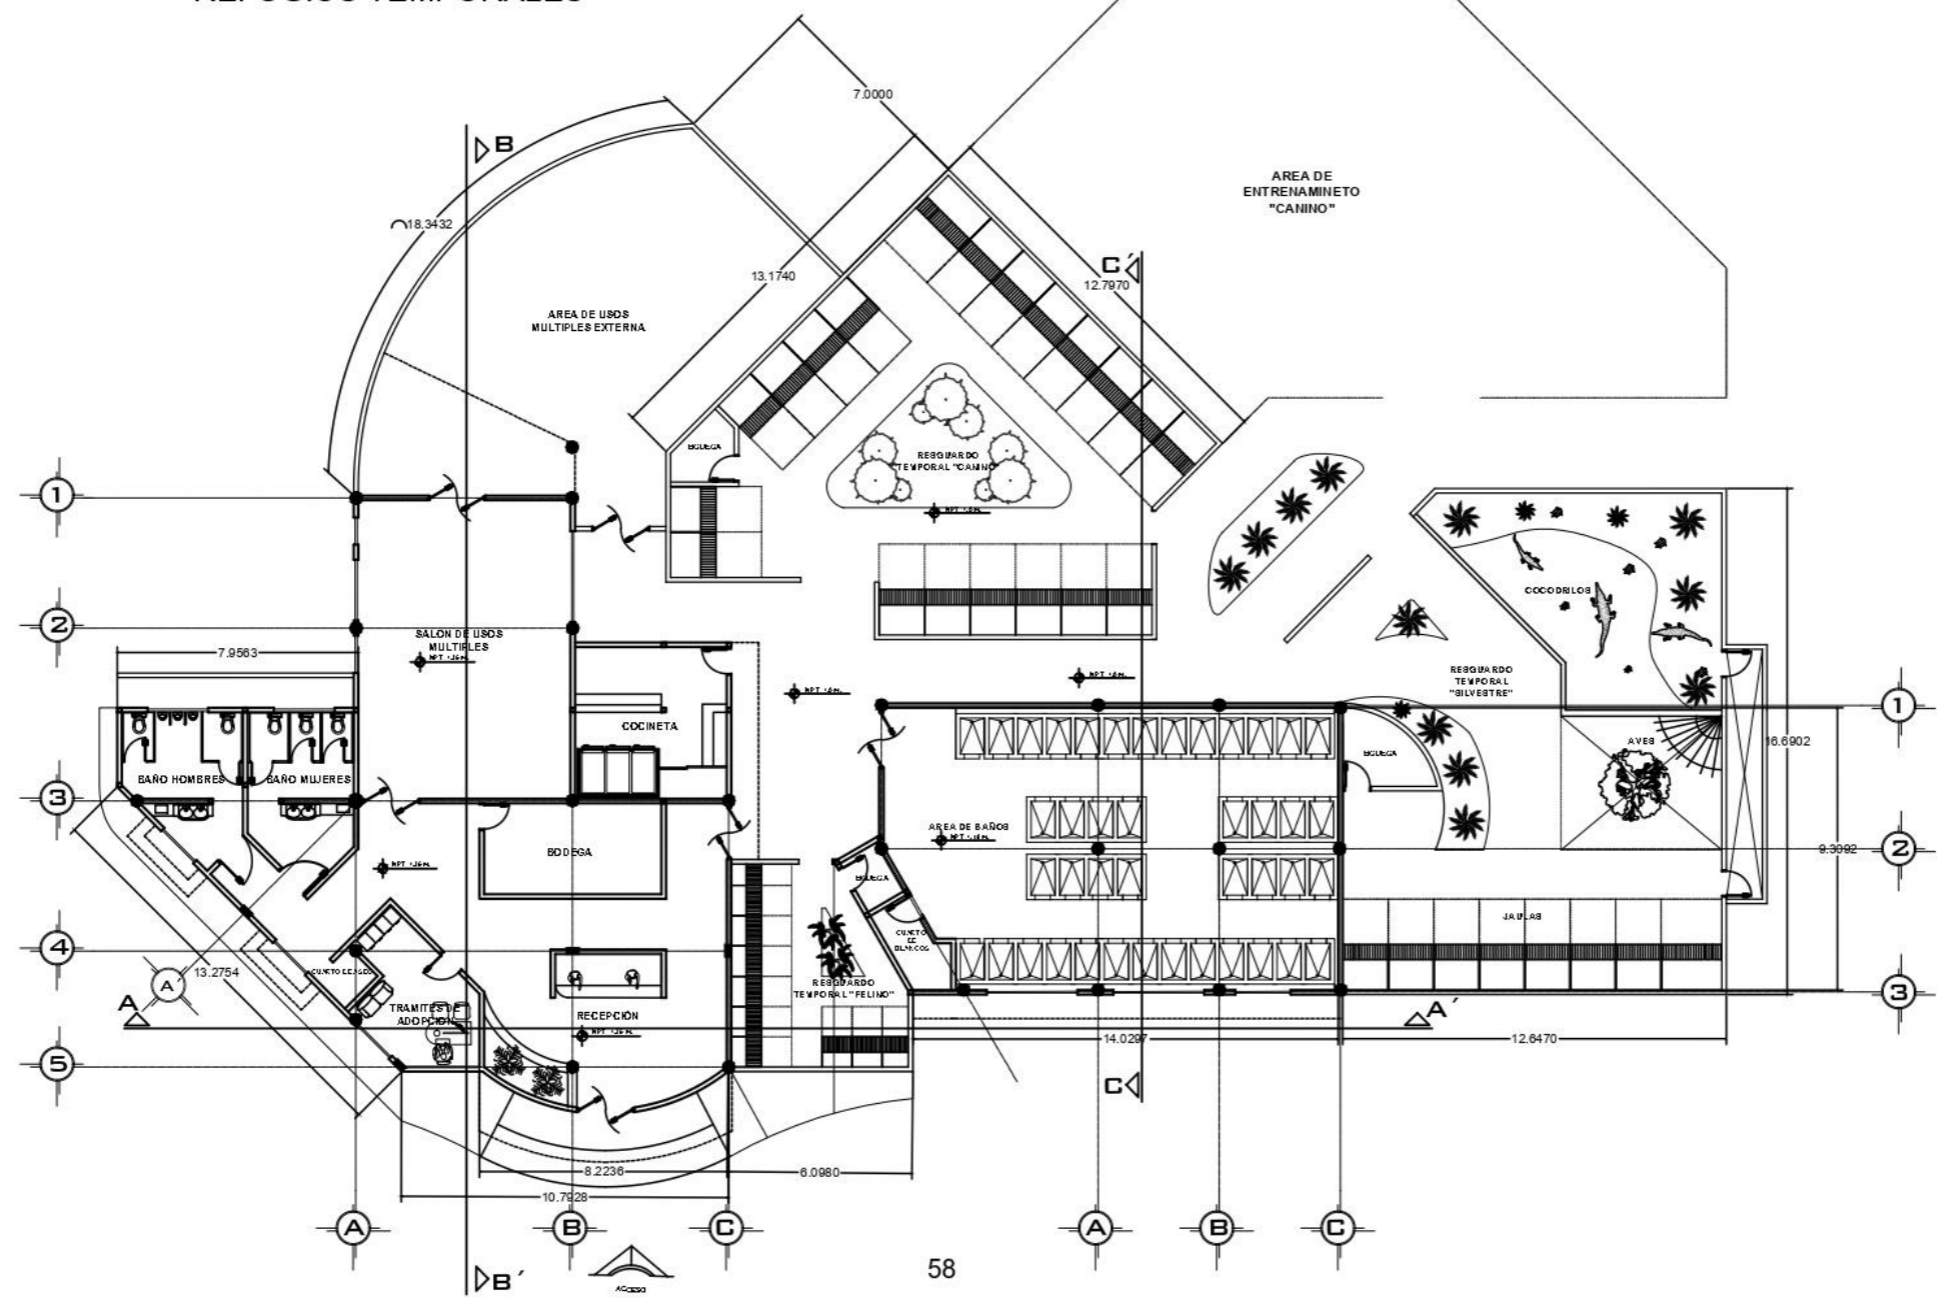 REFUGIOS TEMPORALES
7.0000
B
18.3432
AREA DE
ENTRENAMINETO
"CANINO"
C´
12.7970
13.1740
AREA DE USOS
MULTIPLES EXTERNA
BODEGA
RESGUARDO
TEMPORAL "CANINO"
1
2
SALON DE USOS
MULTIPLES
7.9563
COCODRILOS
RESGUARDO
TEMPORAL
"SILVESTRE"
1
COCINETA
AVES
16.6902
BODEGA
BAÑO HOMBRES
BAÑO MUJERES
3
AREA DE BAÑOS
2
9.3092
BODEGA
BODEGA
JAULAS
CUARTO
DE
BLANCOS
4
13.2754
A´
A
RESGUARDO
TEMPORAL "FELINO"
TRAMITES DE
ADOPCION
RECEPCIÓN
3
A´
14.0297
12.6470
5
C
8.2236
6.0980
10.7928
A
B
C
A
B
C
58
B´
ACCESO